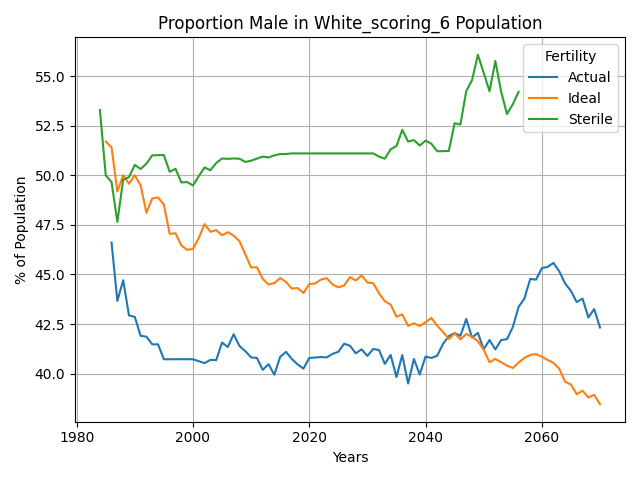 Proportion Male in White_scoring_6 Population
% of Population
55.0
52.5
50.0
47.5
45.0
42.5
40.0
1980
2000
2020
2040
2060
Years
Fertility
Actual
Ideal
Sterile